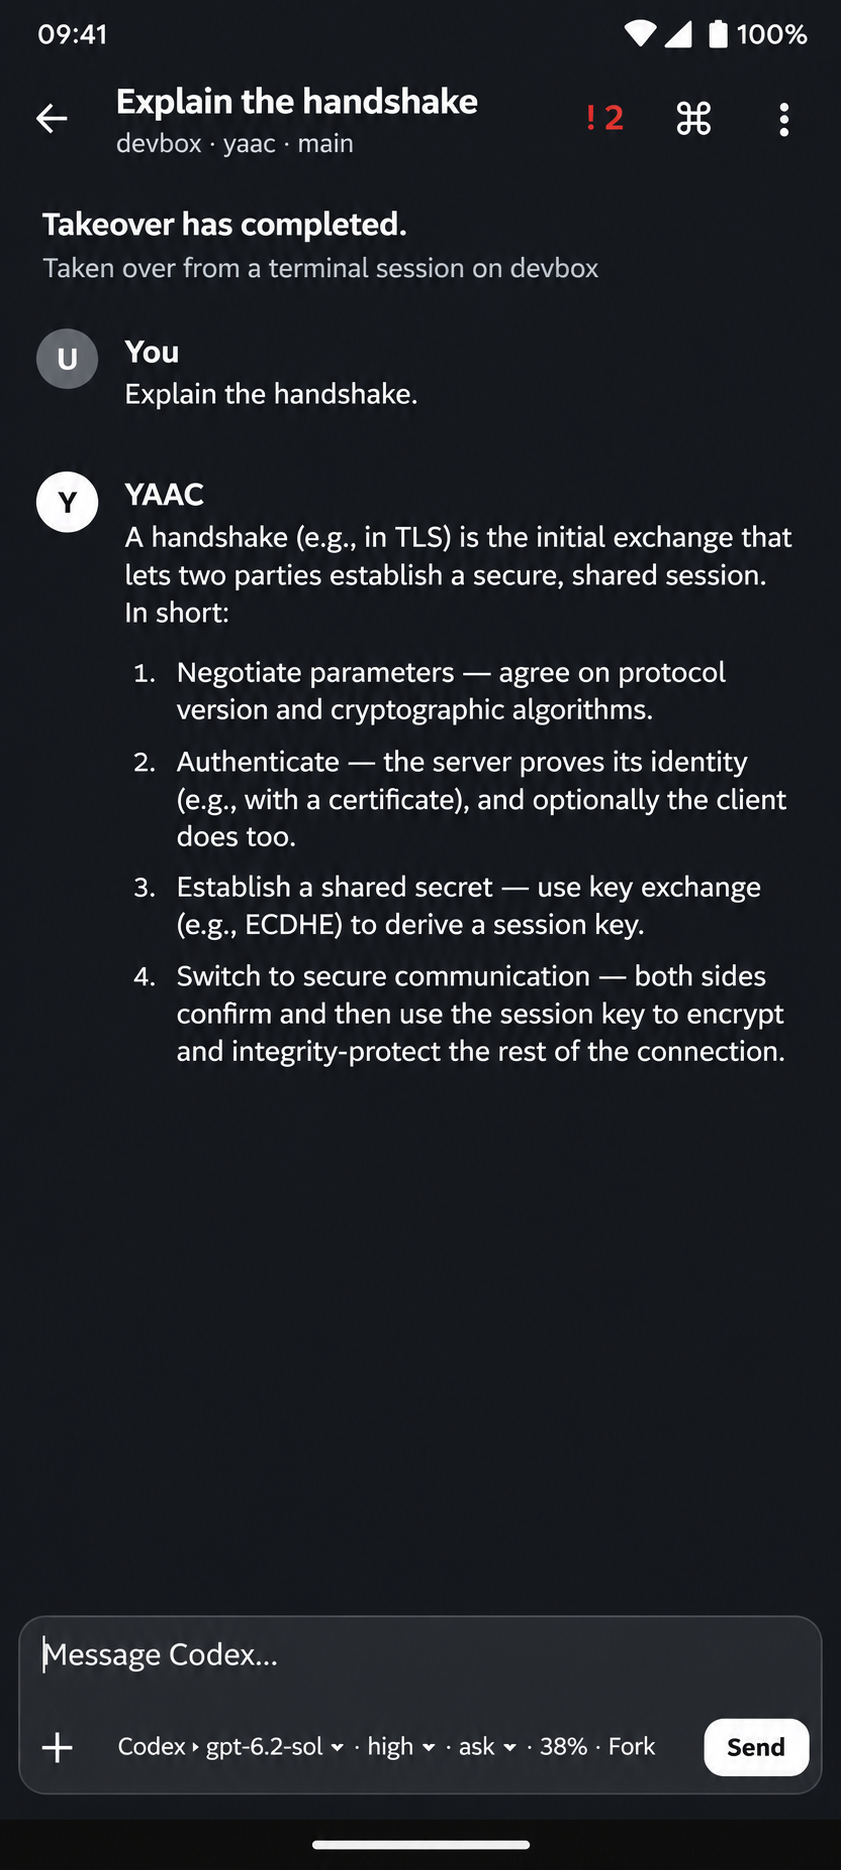 09:41
100%
Explain the handshake
! 2
devbox · yaac · main
Takeover has completed.
Taken over from a terminal session on devbox
U
You
Explain the handshake.
Y
YAAC
A handshake (e.g., in TLS) is the initial exchange that
lets two parties establish a secure, shared session.
In short:
1. Negotiate parameters — agree on protocol
version and cryptographic algorithms.
2. Authenticate — the server proves its identity
(e.g., with a certificate), and optionally the client
does too.
3. Establish a shared secret — use key exchange
(e.g., ECDHE) to derive a session key.
4. Switch to secure communication — both sides
confirm and then use the session key to encrypt
and integrity-protect the rest of the connection.
Message Codex...
Codex ‣ gpt-6.2-sol · high · ask · 38% · Fork
Send